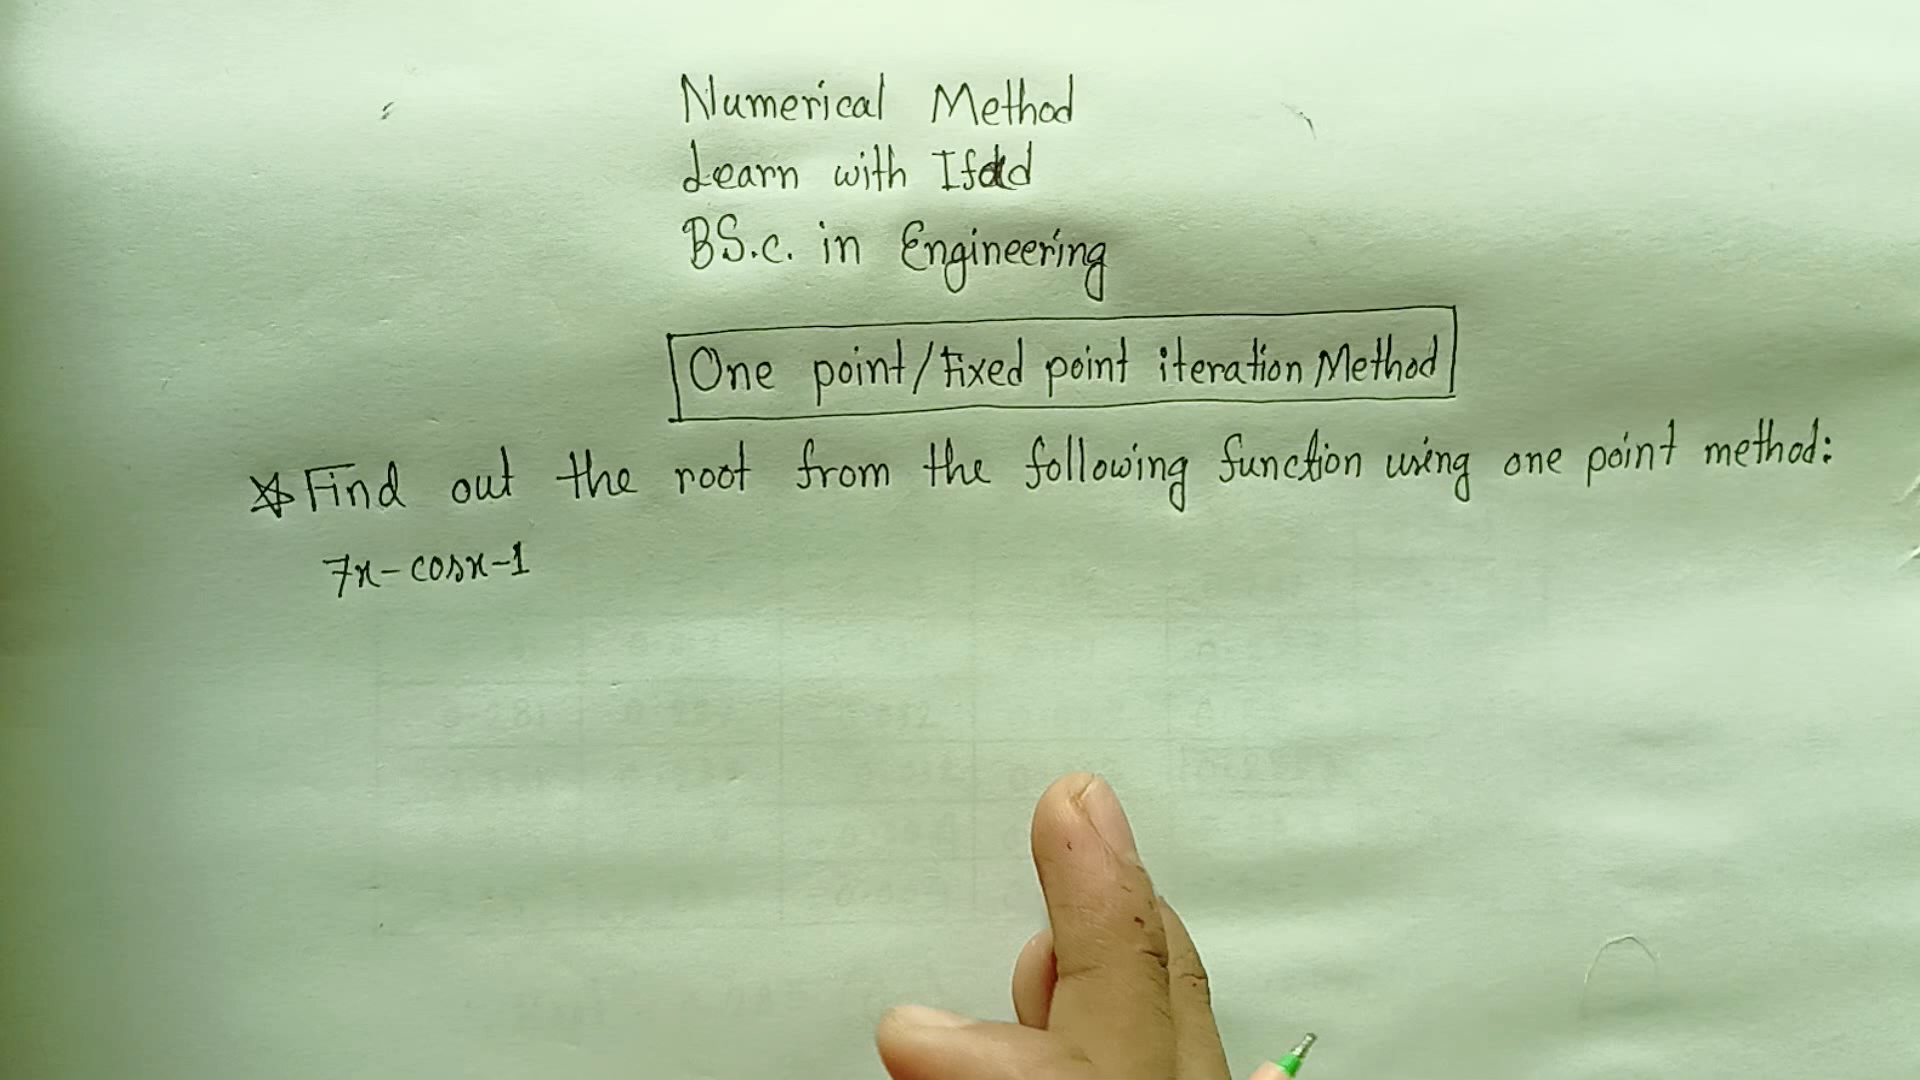 Numerical Method
Learn with Ifad
BS.c. in Engineering
One point/Fixed point iteration Method
Find out the root from the following function using one point method:
7x-cosx-1